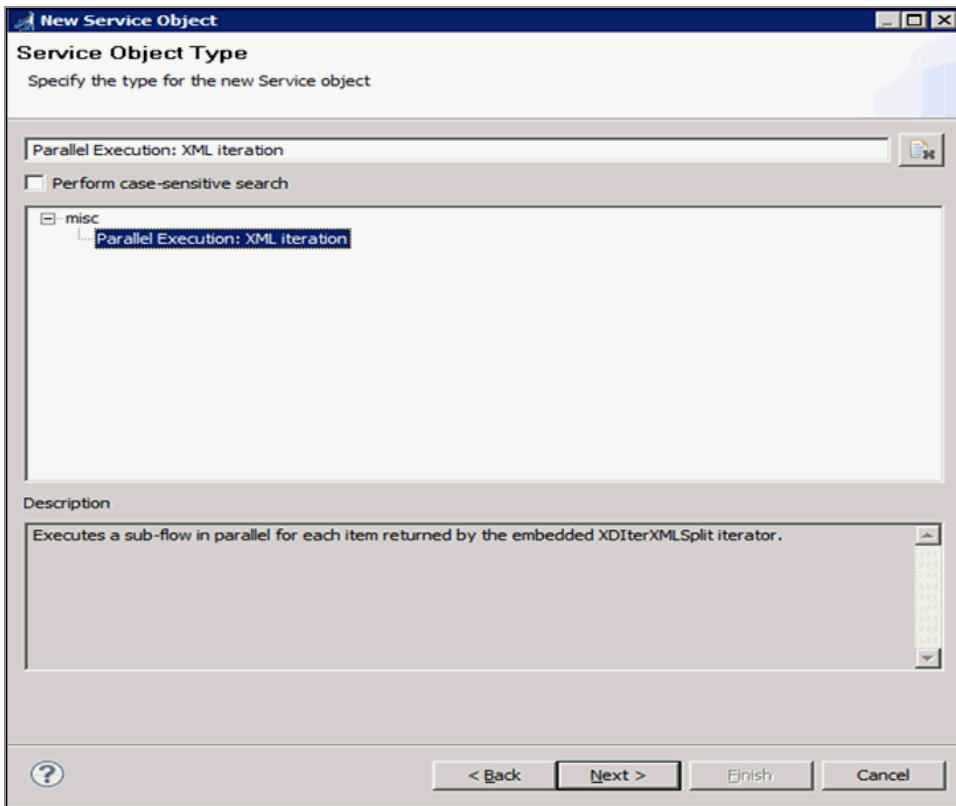 New Service Object
Service Object Type
Specify the type for the new Service object
Parallel Execution: XML iteration
Perform case-sensitive search
misc
Parallel Execution: XML iteration
Description
Executes a sub-flow in parallel for each item returned by the embedded XDIterXMLSplit iterator.
?
< Back
Next >
Finish
Cancel